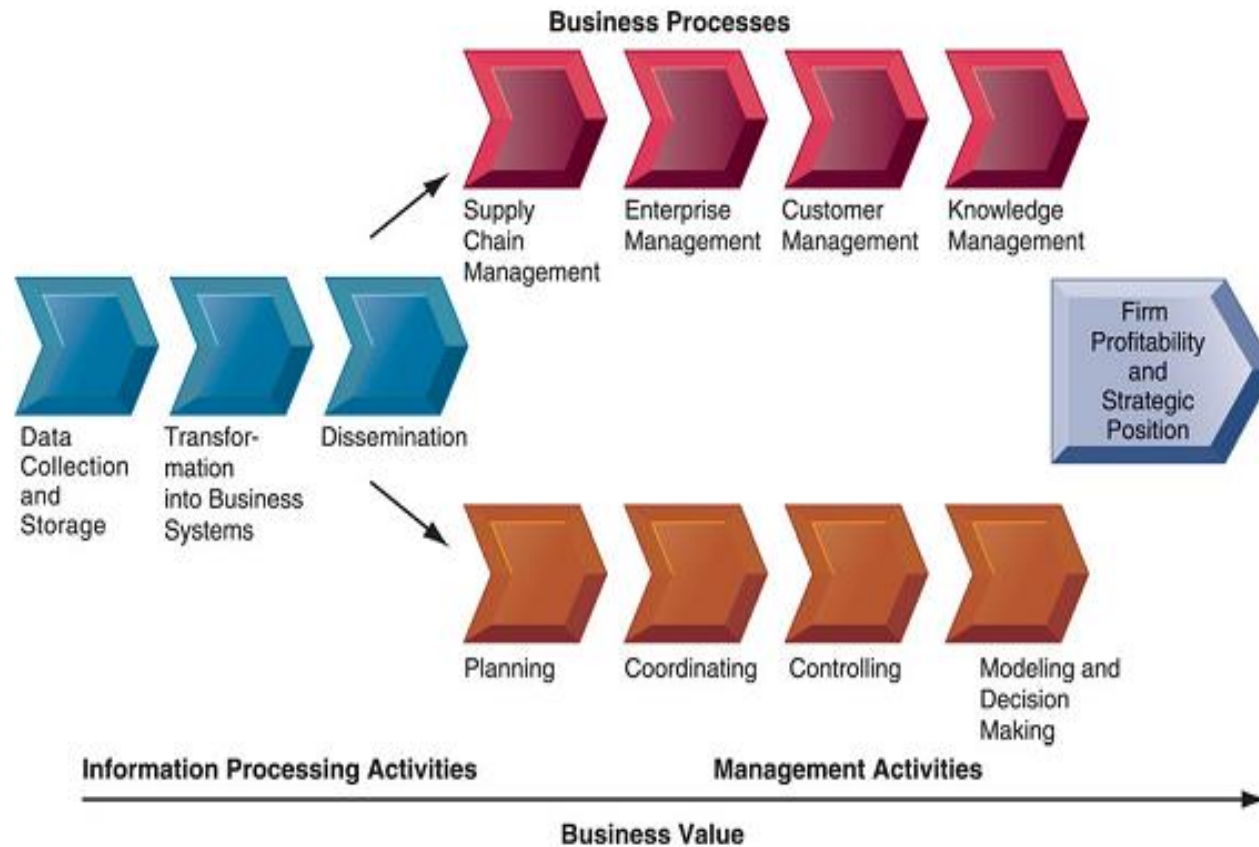 Business Processes
Supply
Chain
Management
Enterprise
Management
Customer
Management
Knowledge
Management
Data
Collection
and
Storage
Transfor-
mation
into Business
Systems
Dissemination
Firm
Profitability
and
Strategic
Position
Planning
Coordinating
Controlling
Modeling and
Decision
Making
Information Processing Activities
Management Activities
Business Value